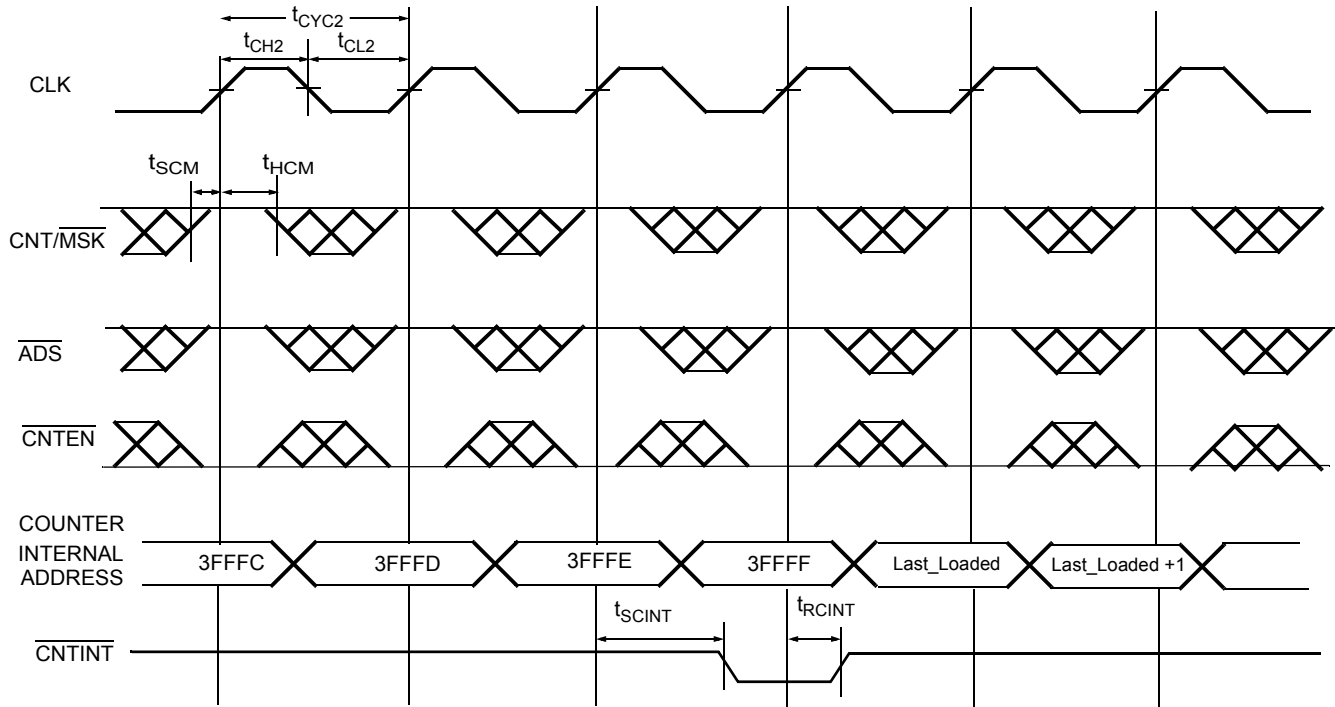 tCYC2
tCH2 tCL2
CLK
tSCM tHCM
CNT/MSK
ADS
CNTEN
COUNTER
INTERNAL
ADDRESS
3FFFC 3FFFD 3FFFE 3FFFF Last_Loaded Last_Loaded +1
tSCINT tRCINT
CNTINT